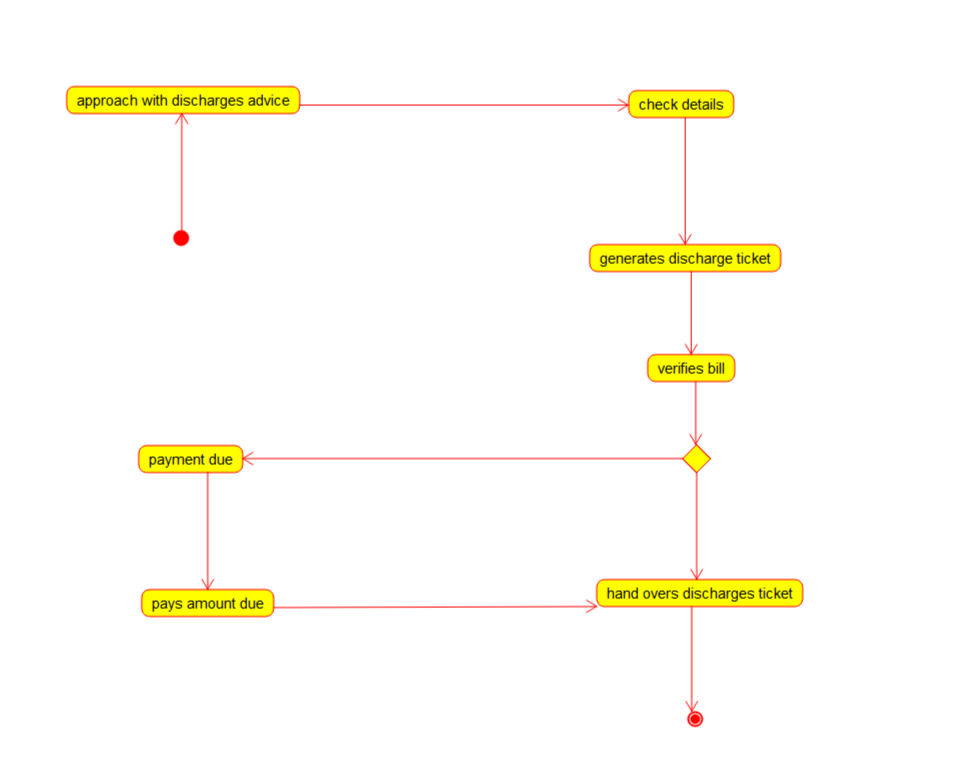 approach with discharges advice
check details
generates discharge ticket
verifies bill
payment due
pays amount due
hand overs discharges ticket